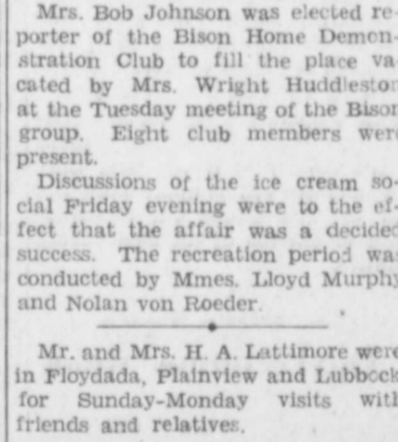 Mrs. Bob Johnson was elected re-
porter of the Bison Home Demon-
stration Club to fill the place va-
cated by Mrs. Wright Huddleston
at the Tuesday meeting of the Bison
group. Eight club members were
present.
Discussions of the ice cream so-
cial Friday evening were to the ef-
fect that the affair was a decided
success. The recreation period was
conducted by Mmes. Lloyd Murphy
and Nolan von Roeder.
Mr. and Mrs. H. A. Lattimore were
in Floydada, Plainview and Lubbock
for Sunday-Monday visits with
friends and relatives.